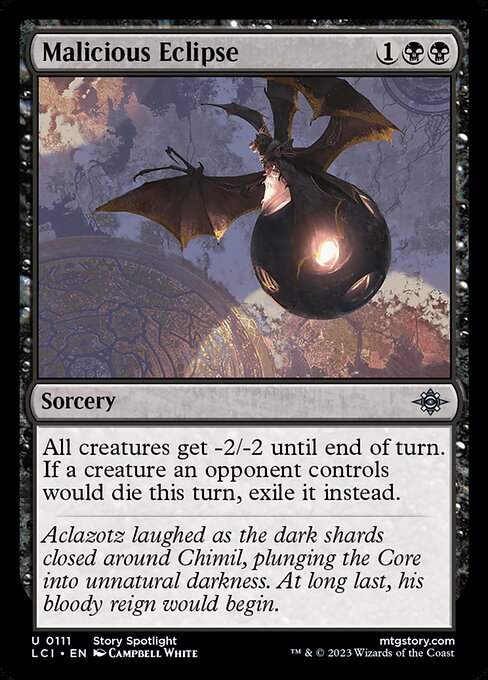 Malicious Eclipse 1
Sorcery
All creatures get -2/-2 until end of turn.
If a creature an opponent controls
would die this turn, exile it instead.
Aclazotz laughed as the dark shards
closed around Chimil, plunging the Core
into unnatural darkness. At long last, his
bloody reign would begin.
U 0111 Story Spotlight mtgstory.com
LCI • EN Campbell White ™ & © 2023 Wizards of the Coast